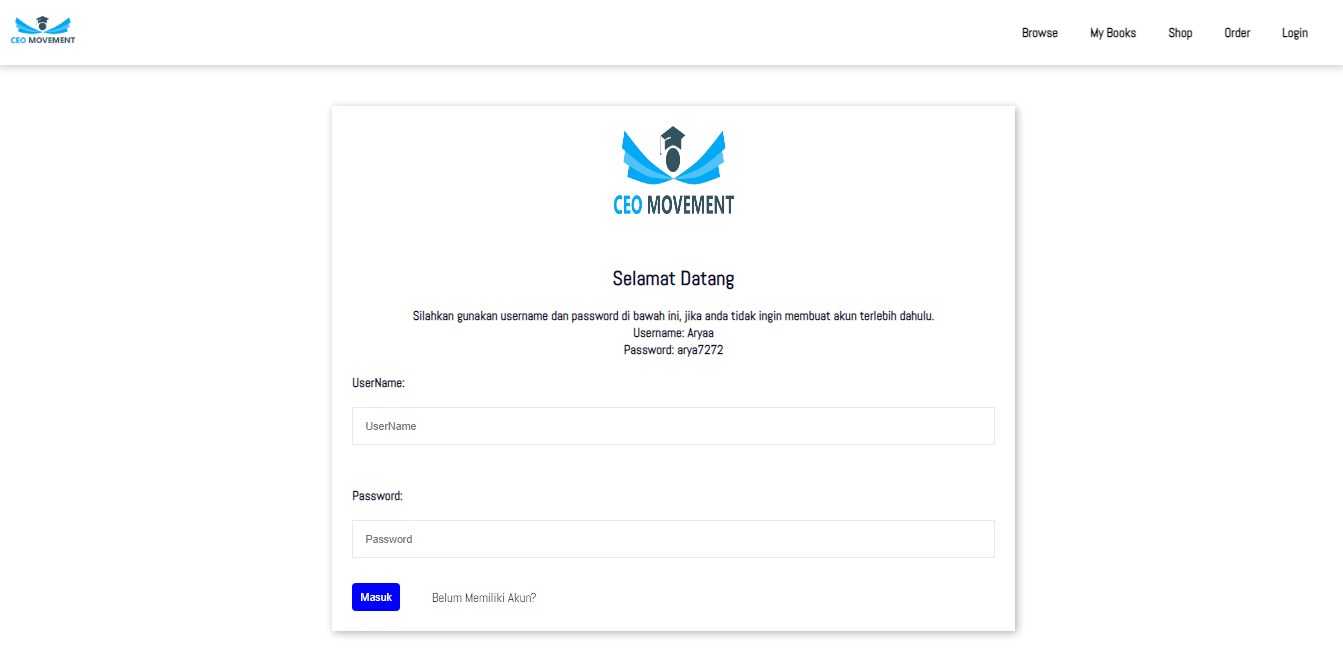 CEO MOVEMENT
Browse
My Books
Shop
Order
Login
CEO MOVEMENT
Selamat Datang
Silahkan gunakan username dan password di bawah ini, jika anda tidak ingin membuat akun terlebih dahulu.
Username: Aryaa
Password: arya7272
UserName:
UserName
Password:
Password
Masuk
Belum Memiliki Akun?